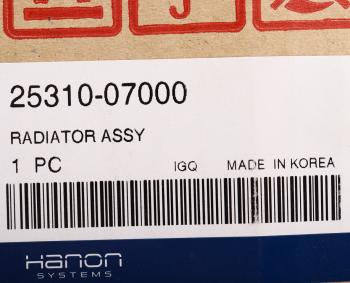 25310-07000
RADIATOR ASSY
1 PC IGQ MADE IN KOREA
Hanon
SYSTEMS